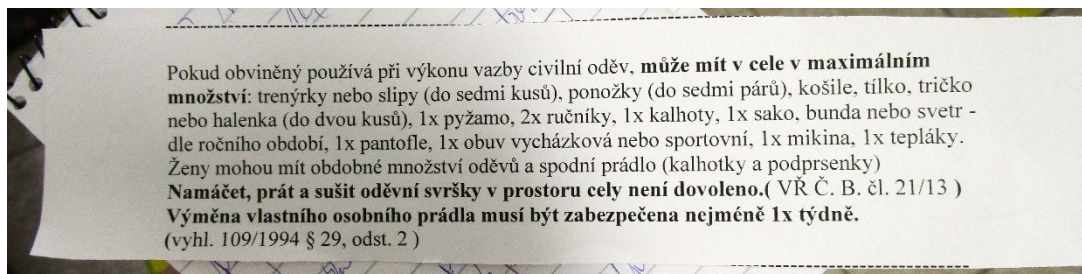 Pokud obviněný používá při výkonu vazby civilní oděv, může mít v cele v maximálním
množství: trenýrky nebo slipy (do sedmi kusů), ponožky (do sedmi párů), košile, tílko, tričko
nebo halenka (do dvou kusů), 1x pyžamo, 2x ručníky, 1x kalhoty, 1x sako, bunda nebo svetr -
dle ročního období, 1x pantofle, 1x obuv vycházková nebo sportovní, 1x mikina, 1x tepláky.
Ženy mohou mít obdobné množství oděvů a spodní prádlo (kalhotky a podprsenky)
Namáčet, prát a sušit oděvní svršky v prostoru cely není dovoleno.( VŘ Č. B. čl. 21/13 )
Výměna vlastního osobního prádla musí být zabezpečena nejméně 1x týdně.
(vyhl. 109/1994 § 29, odst. 2 )